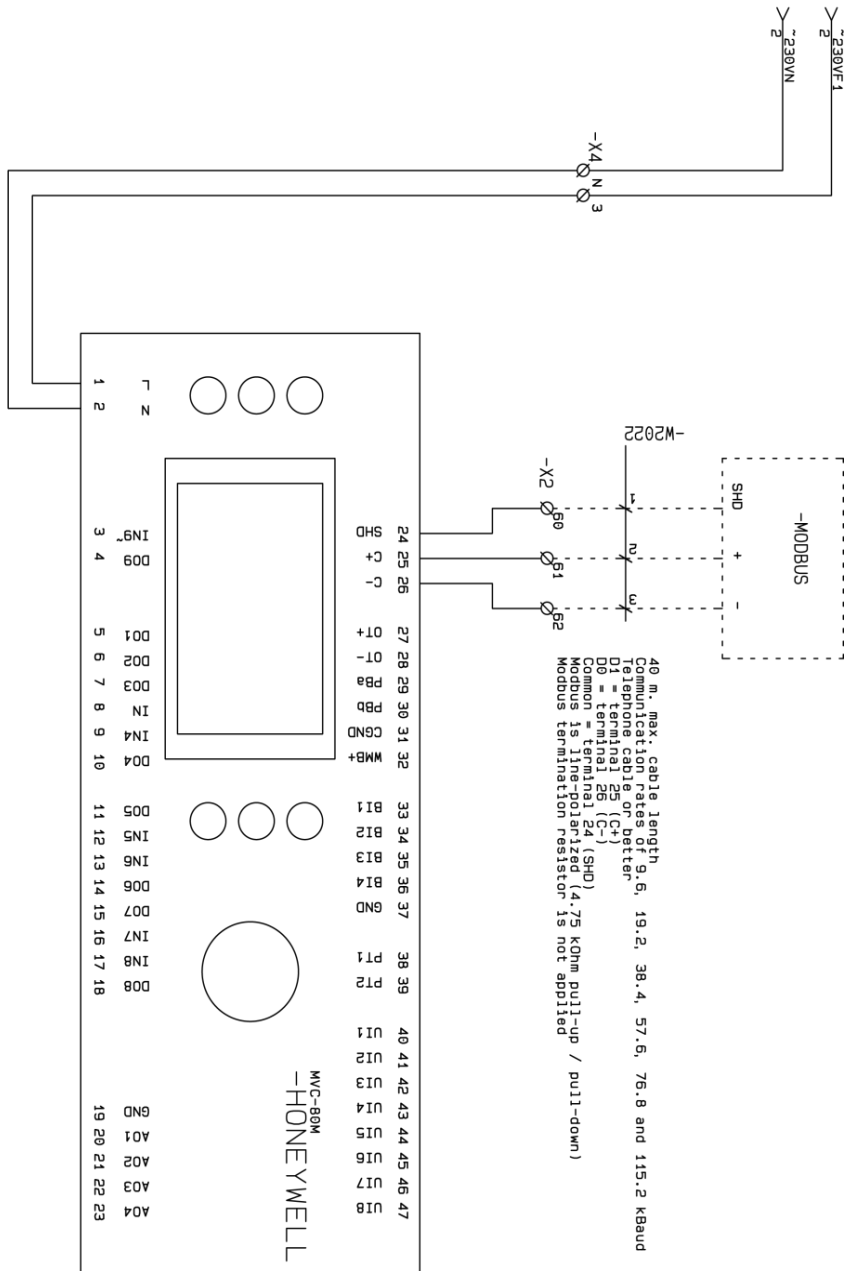 ~230VF1
2
~230VN
2
-X4
N
3
1 L
2 N
3 IN9~
4 DO9
5 DO1
6 DO2
7 DO3
8 IN
9 IN4
10 DO4
11 DO5
12 IN5
13 IN6
14 DO6
15 DO7
16 IN7
17 IN8
18 DO8
19 GND
20 AO1
21 AO2
22 AO3
23 AO4
SHD 24
C+ 25
C- 26
OT+ 27
OT- 28
PBa 29
PBb 30
CGND 31
WMB+ 32
BI1 33
BI2 34
BI3 35
BI4 36
GND 37
PT1 38
PT2 39
UI1 40
UI2 41
UI3 42
UI4 43
UI5 44
UI6 45
UI7 46
UI8 47
MVC-80M
-HONEYWELL
-X2
60
61
62
-W2022
1
2
3
SHD
+
-
-MODBUS
40 m. max. cable length
Communication rates of 9.6, 19.2, 38.4, 57.6, 76.8 and 115.2 kBaud
Telephone cable or better
D1 = terminal 25 (C+)
D0 = terminal 26 (C-)
Common = terminal 24 (SHD)
Modbus is line-polarized (4.75 kOhm pull-up / pull-down)
Modbus termination resistor is not applied